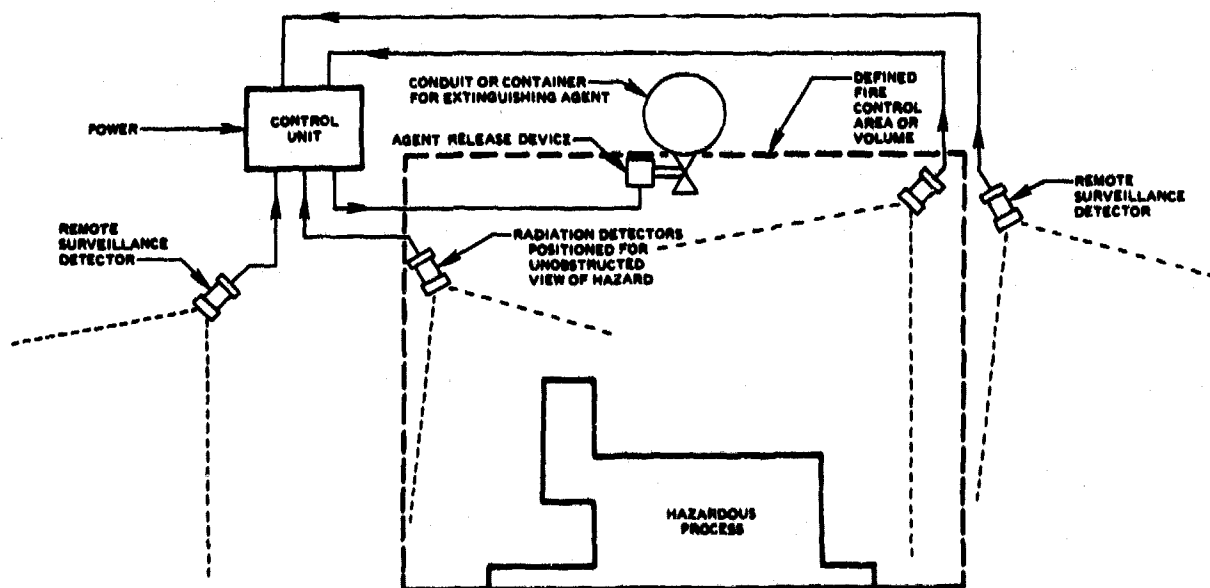 CONDUIT OR CONTAINER
FOR EXTINGUISHING AGENT
DEFINED
FIRE
CONTROL
AREA OR
VOLUME
POWER
CONTROL
UNIT
AGENT RELEASE DEVICE
REMOTE
SURVEILLANCE
DETECTOR
RADIATION DETECTORS
POSITIONED FOR
UNOBSTRUCTED
VIEW OF HAZARD
REMOTE
SURVEILLANCE
DETECTOR
HAZARDOUS
PROCESS